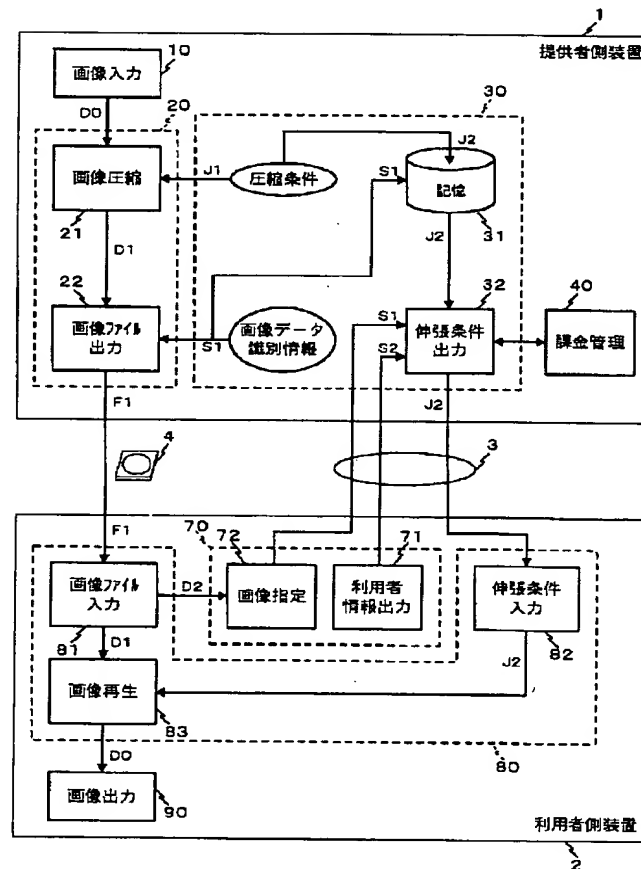 1
提供者側装置
10
画像入力
D0
20
30
画像圧縮
21
J1
圧縮条件
J2
S1
記憶
31
D1
J2
22
画像ファイル
出力
S1
画像データ
識別情報
S1
S2
32
伸張条件
出力
40
課金管理
F1
J2
4
3
F1
70
72
71
画像ファイル
入力
81
D2
画像指定
利用者
情報出力
伸張条件
入力
82
D1
J2
画像再生
83
80
D0
画像出力
90
利用者側装置
2